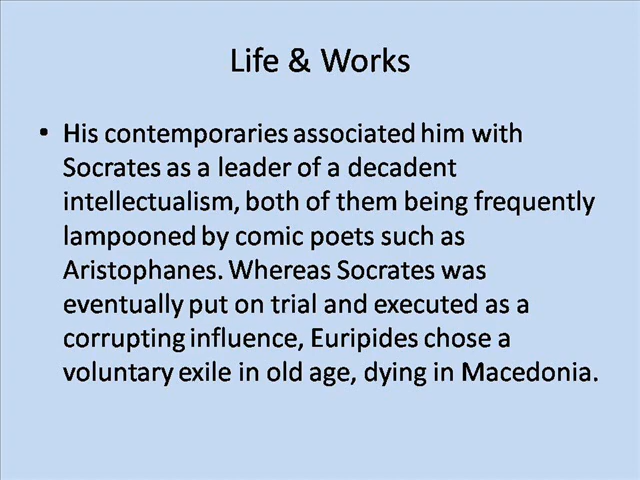 Life & Works
• His contemporaries associated him with
Socrates as a leader of a decadent
intellectualism, both of them being frequently
lampooned by comic poets such as
Aristophanes. Whereas Socrates was
eventually put on trial and executed as a
corrupting influence, Euripides chose a
voluntary exile in old age, dying in Macedonia.